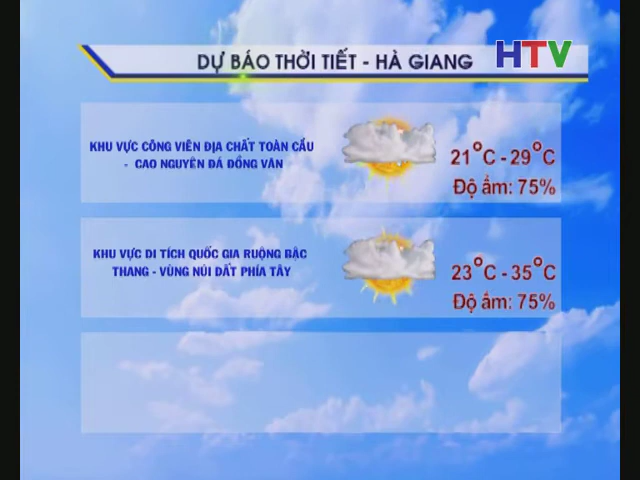 DỰ BÁO THỜI TIẾT - HÀ GIANG
HTV
KHU VỰC CÔNG VIÊN ĐỊA CHẤT TOÀN CẦU
- CAO NGUYÊN ĐÁ ĐỒNG VĂN
21°C - 29°C
Độ ẩm: 75%
KHU VỰC DI TÍCH QUỐC GIA RUỘNG BẬC
THANG - VÙNG NÚI ĐẤT PHÍA TÂY
23°C - 35°C
Độ ẩm: 75%